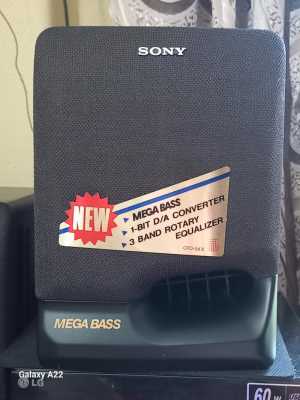 SONY
NEW
MEGA BASS
1-BIT D/A CONVERTER
3 BAND ROTARY
EQUALIZER
MEGA BASS
Galaxy A22
LG
60